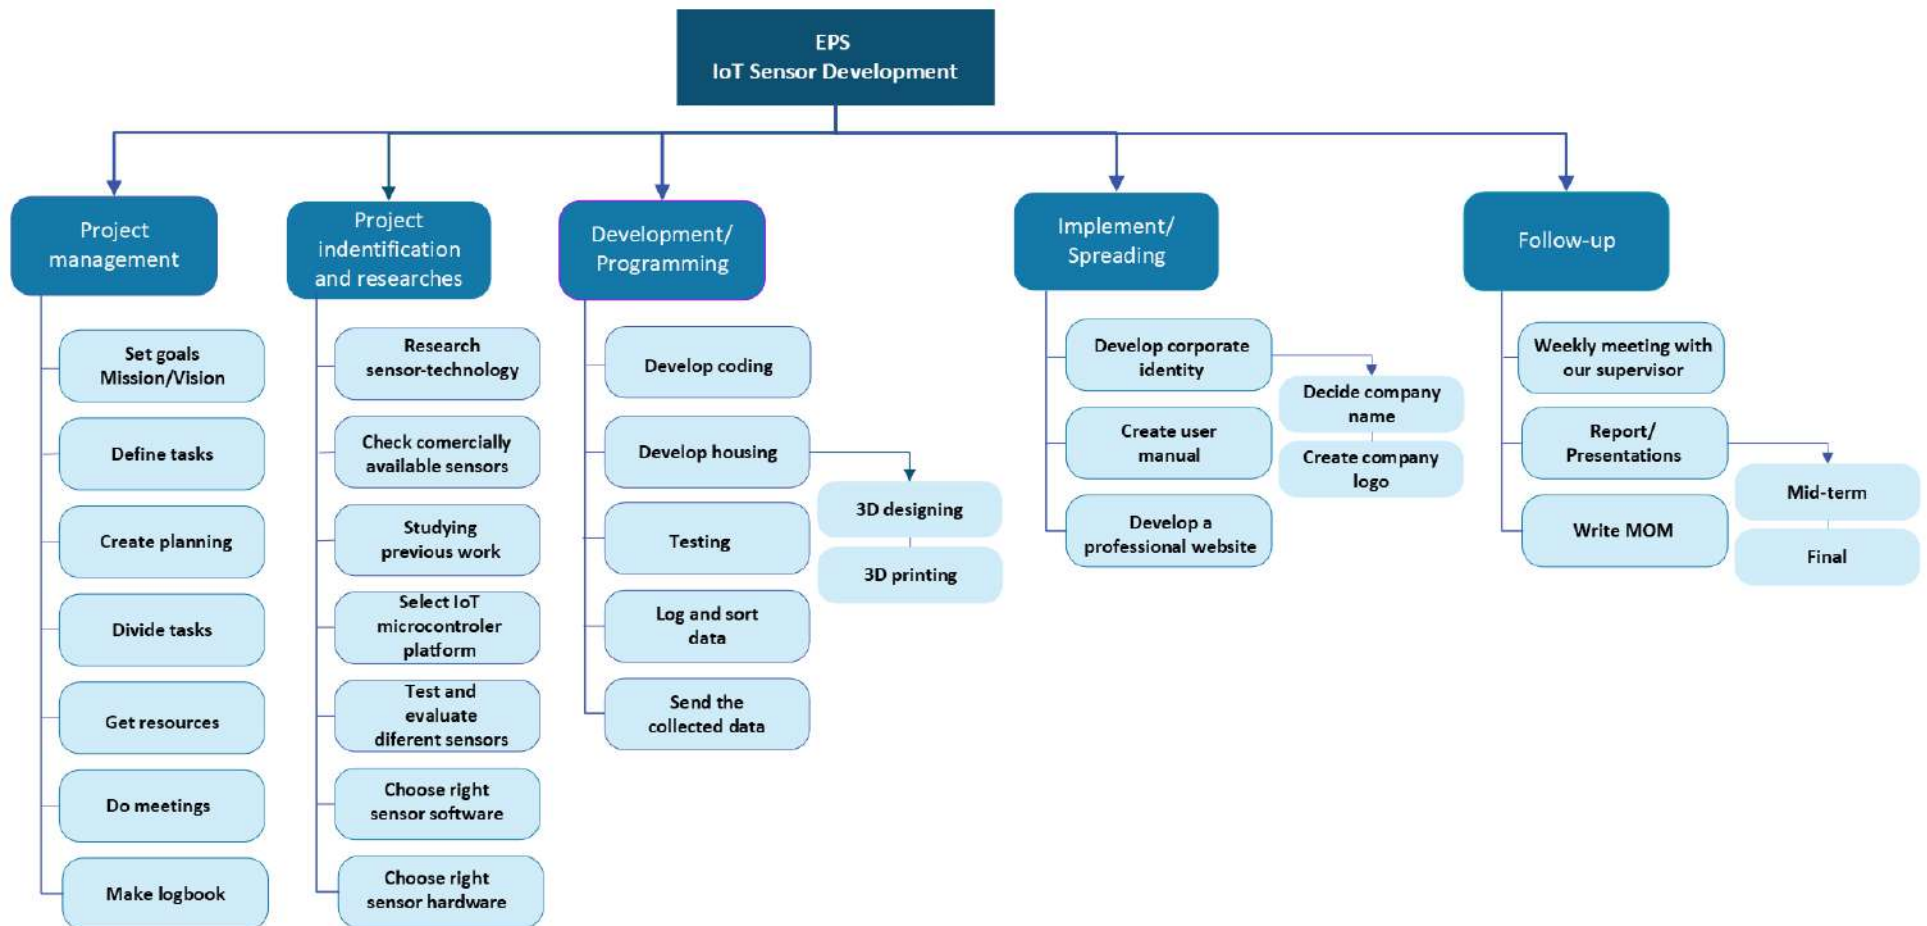 EPS
IoT Sensor Development
Project
management
Set goals
Mission/Vision
Define tasks
Create planning
Divide tasks
Get resources
Do meetings
Make logbook
Project
indentification
and researches
Research
sensor-technology
Check comercially
available sensors
Studying
previous work
Select IoT
microcontroler
platform
Test and
evaluate
diferent sensors
Choose right
sensor software
Choose right
sensor hardware
Development/
Programming
Develop coding
Develop housing
3D designing
3D printing
Testing
Log and sort
data
Send the
collected data
Implement/
Spreading
Develop corporate
identity
Decide company
name
Create company
logo
Create user
manual
Develop a
professional website
Follow-up
Weekly meeting with
our supervisor
Report/
Presentations
Mid-term
Final
Write MOM